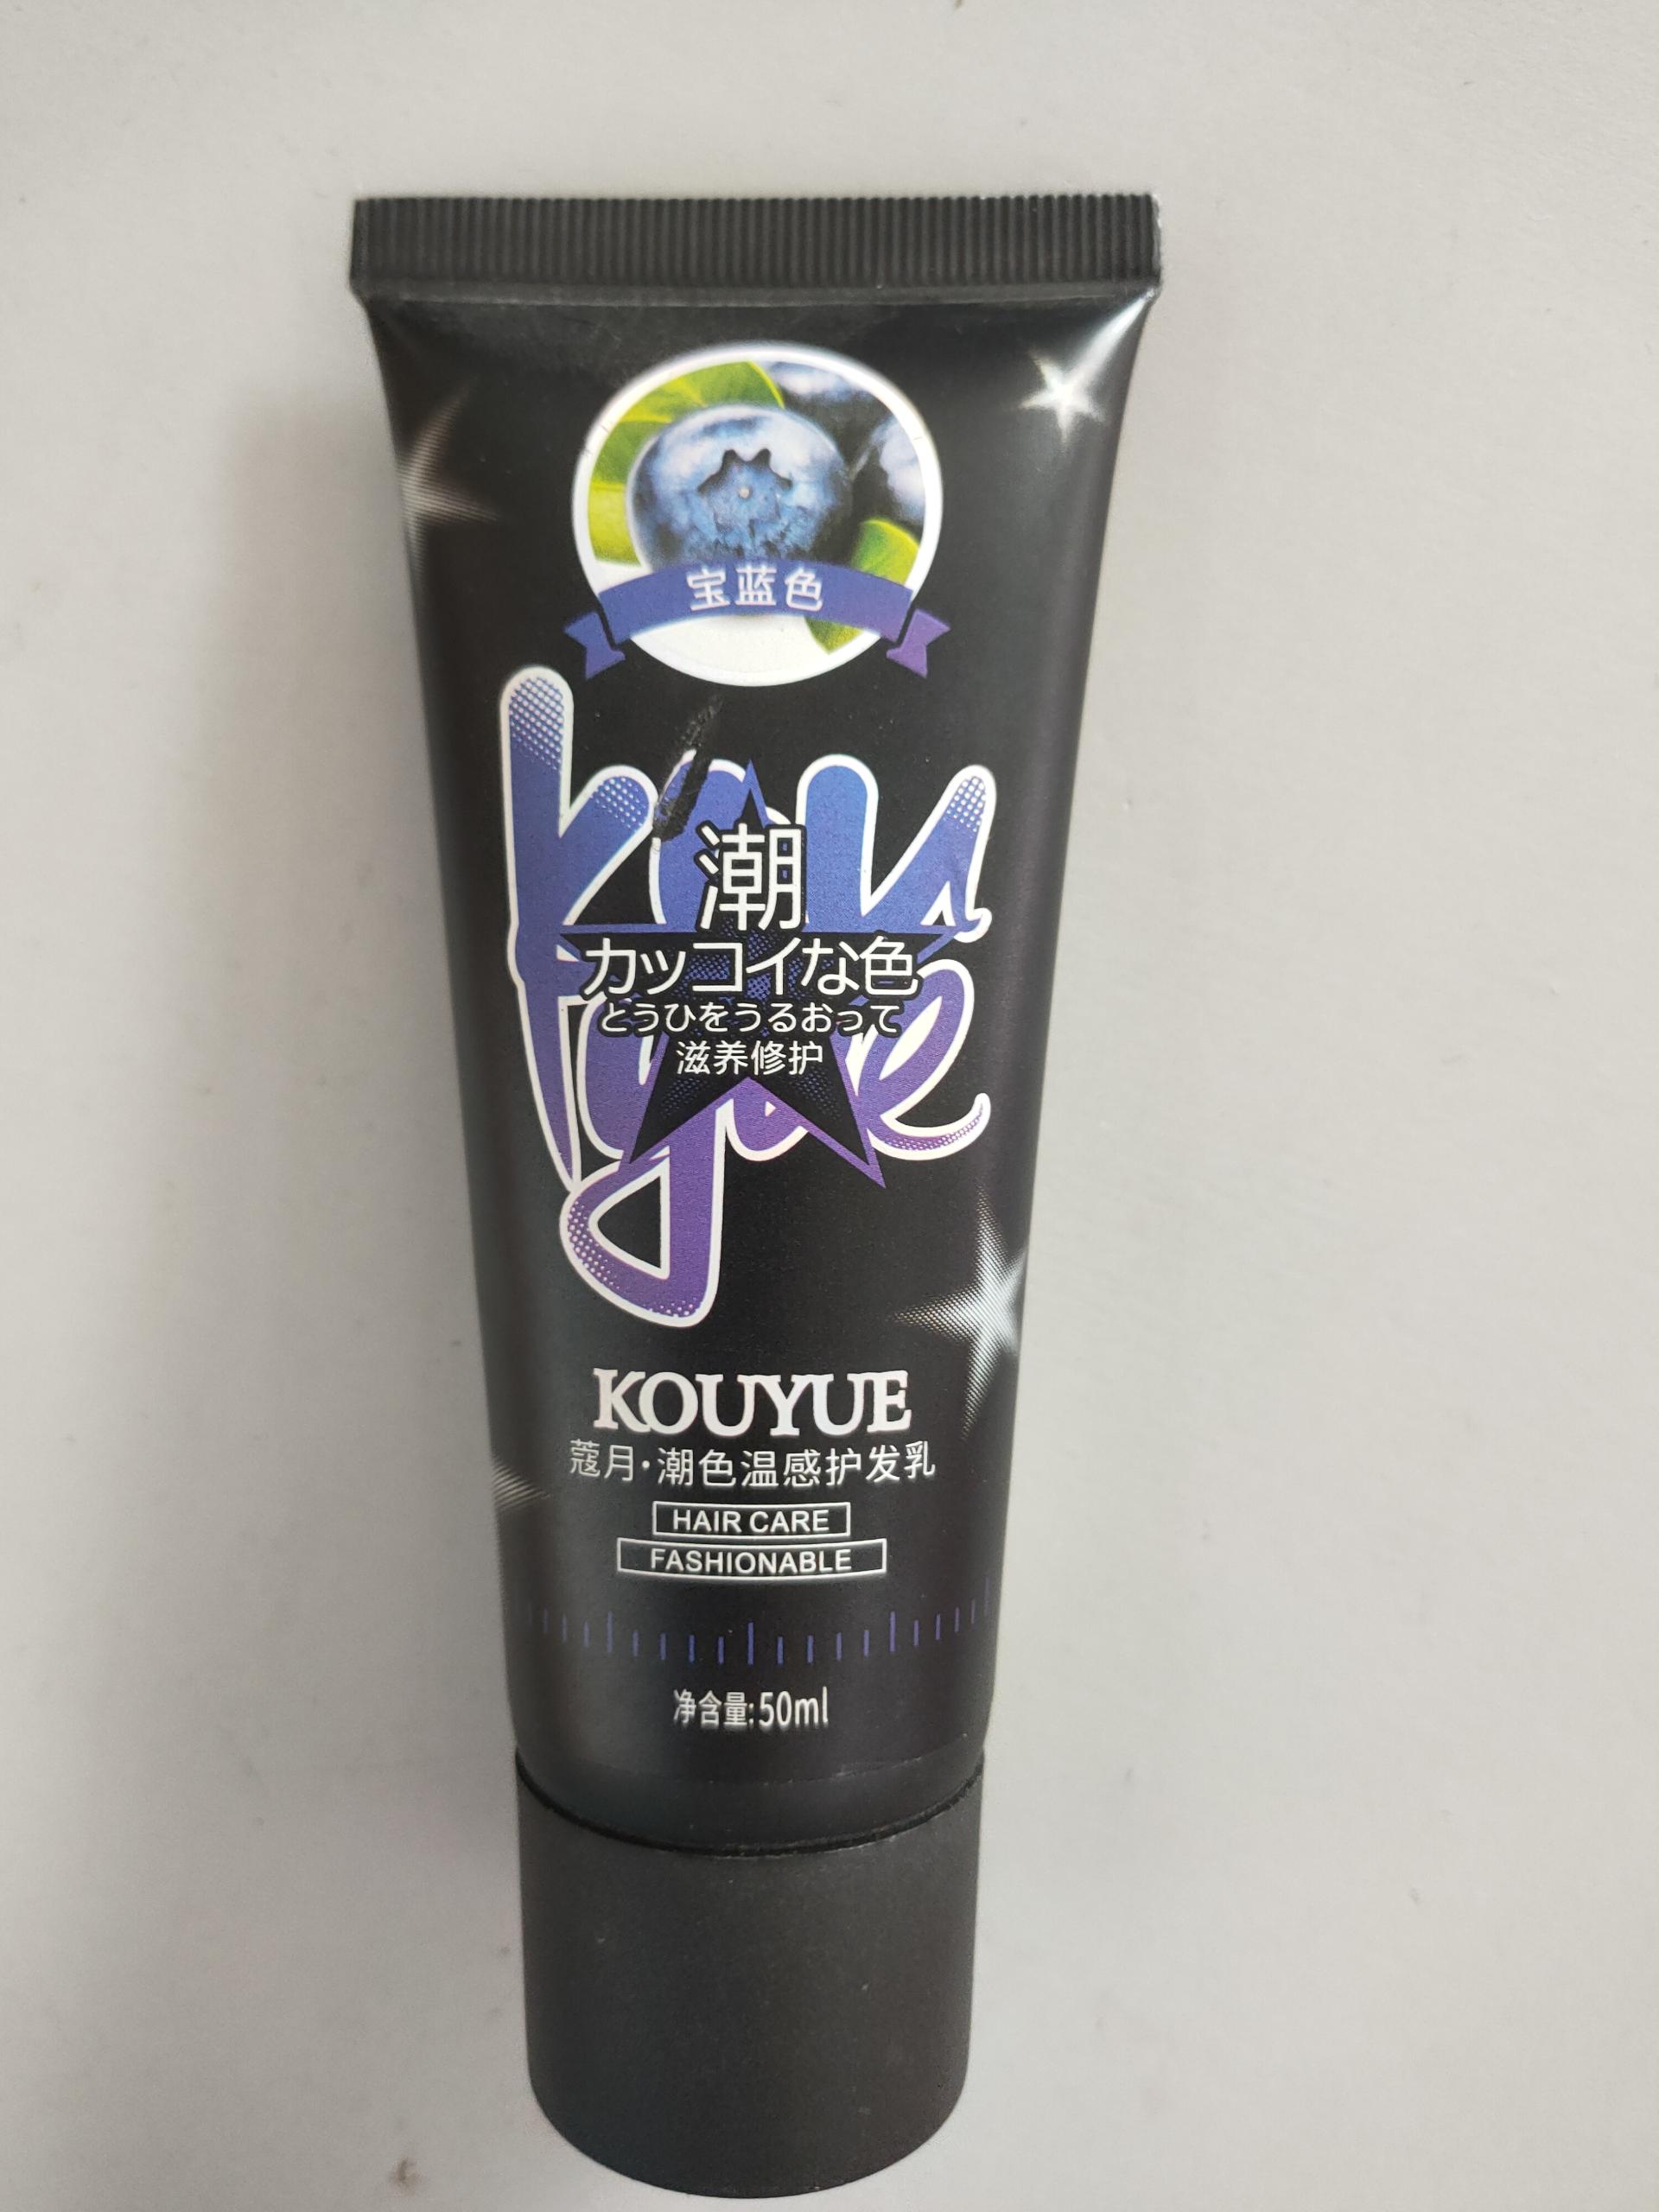 宝蓝色
kou
yue
潮
カッコイな色
とうひをうるおって
滋养修护
KOUYUE
蔻月·潮色温感护发乳
HAIR CARE
FASHIONABLE
净含量:50ml